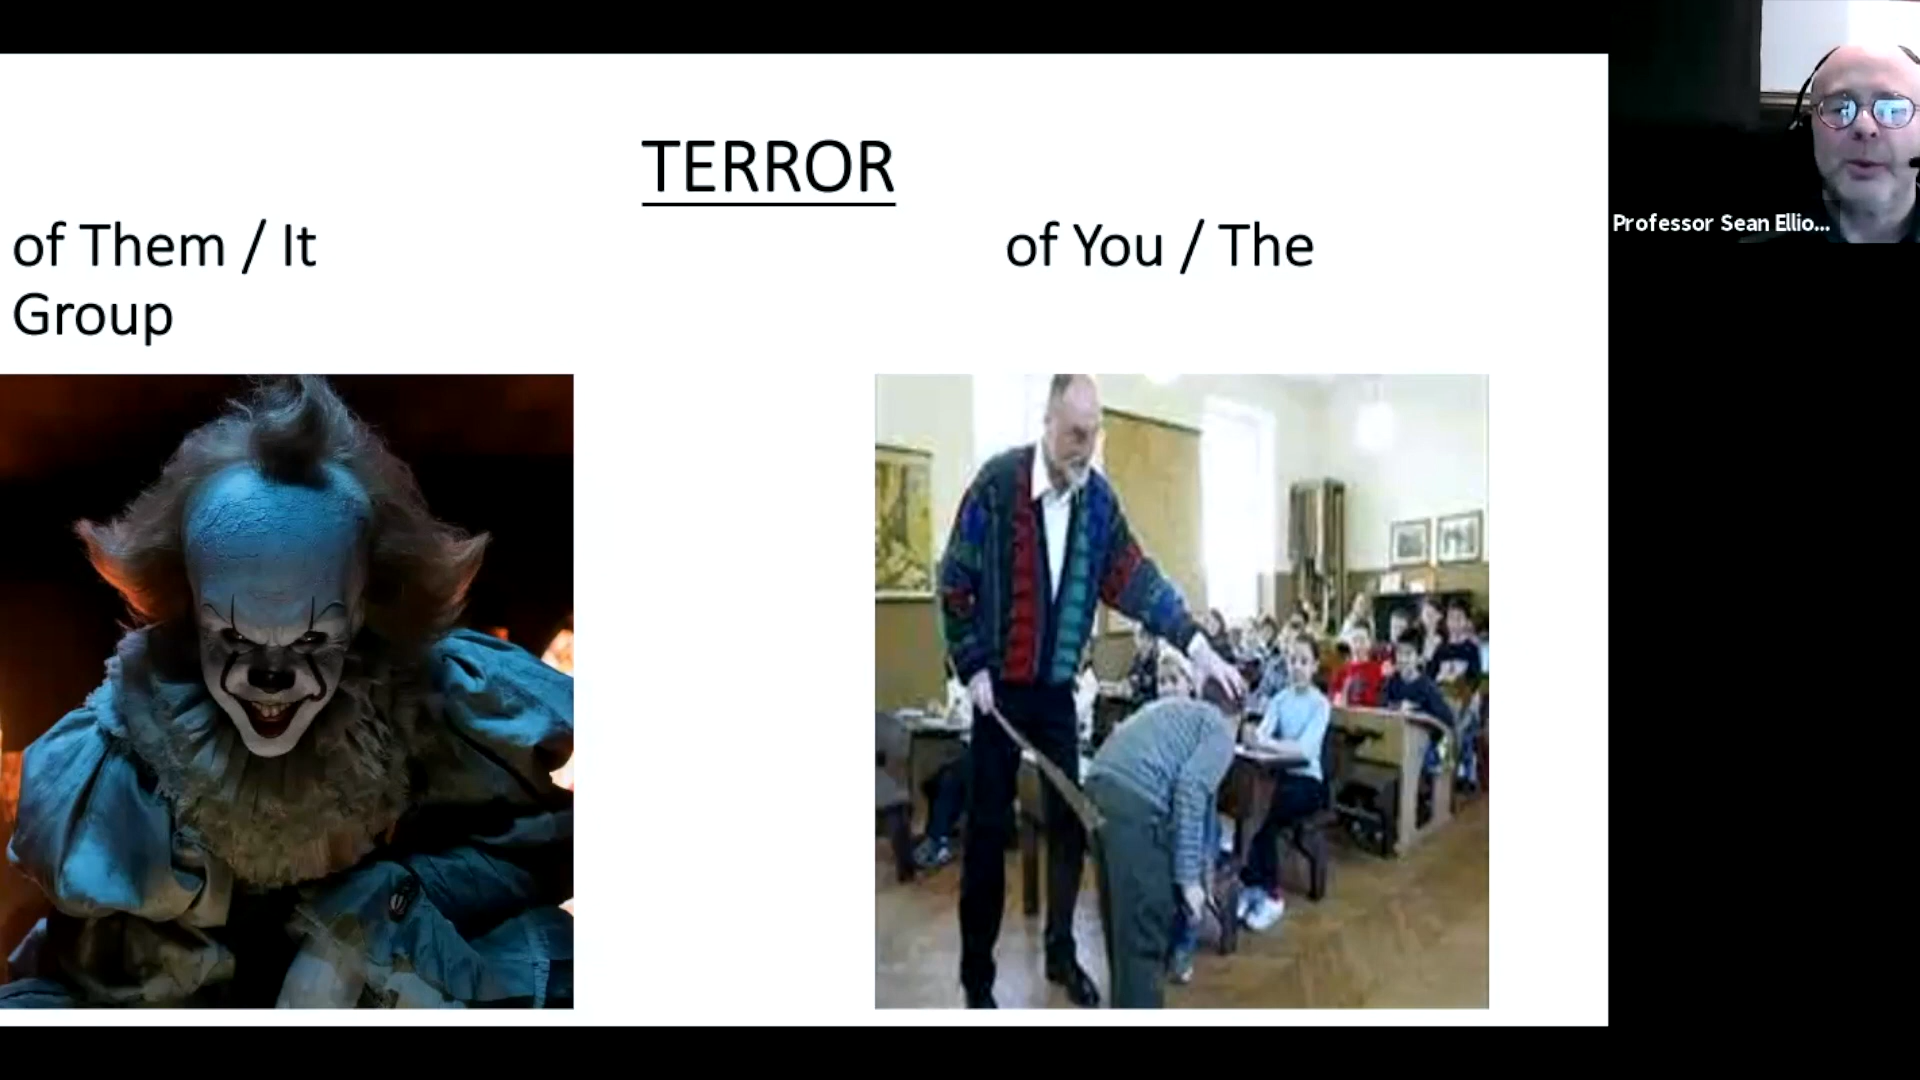 TERROR
of Them / It of You / The
Group
Professor Sean Ellio...